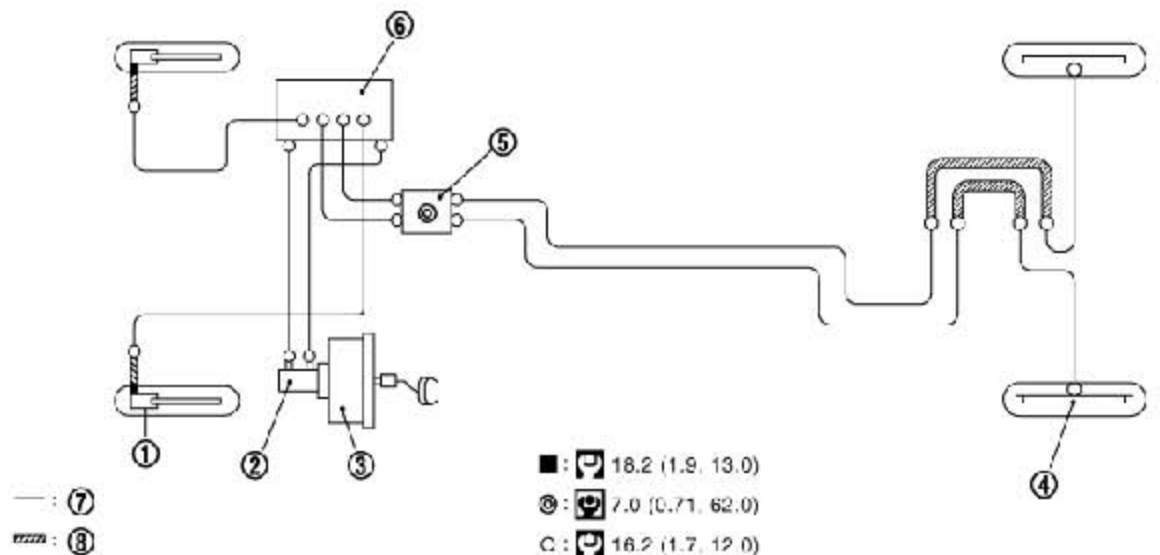 ⑥
⑤
①
②
③
④
■ : 18.2 (1.9, 13.0)
: ⑦
◎ : 7.0 (0.71, 62.0)
: ⑧
○ : 16.2 (1.7, 12.0)